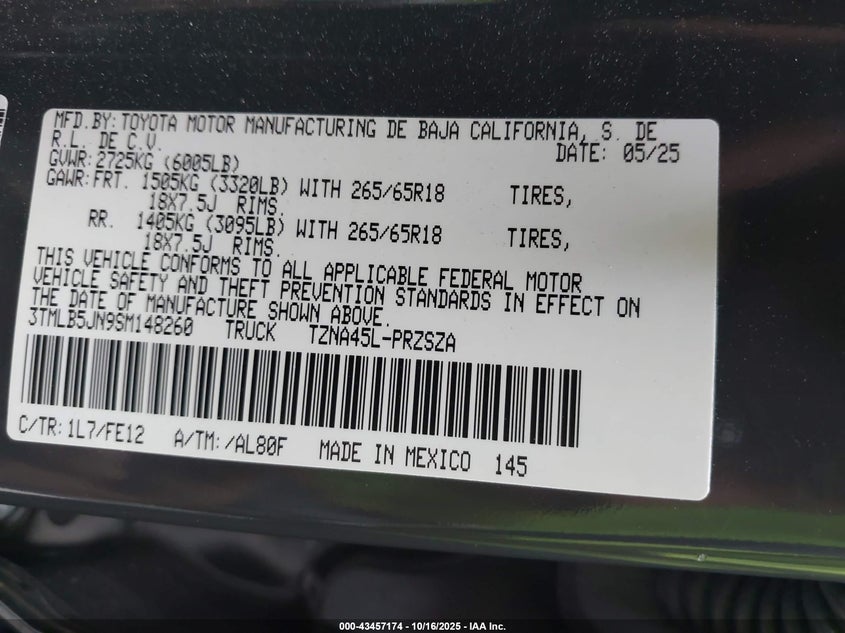 MFD.BY:TOYOTA MOTOR MANUFACTURING DE BAJA CALIFORNIA, S. DE
R.L. DE C.V. DATE: 05/25
GVWR:2725KG (6005LB)
GAWR:FRT. 1505KG (3320LB) WITH 265/65R18 TIRES,
18X7.5J RIMS.
RR. 1405KG (3095LB) WITH 265/65R18 TIRES,
18X7.5J RIMS.
THIS VEHICLE CONFORMS TO ALL APPLICABLE FEDERAL MOTOR
VEHICLE SAFETY AND THEFT PREVENTION STANDARDS IN EFFECT ON
THE DATE OF MANUFACTURE SHOWN ABOVE.
3TMLB5JN9SM148260 TRUCK TZNA45L-PRZSZA
C/TR:1L7/FE12 A/TM:/AL80F MADE IN MEXICO 145
000-43457174 | 10/16/2025 - IAA Inc.